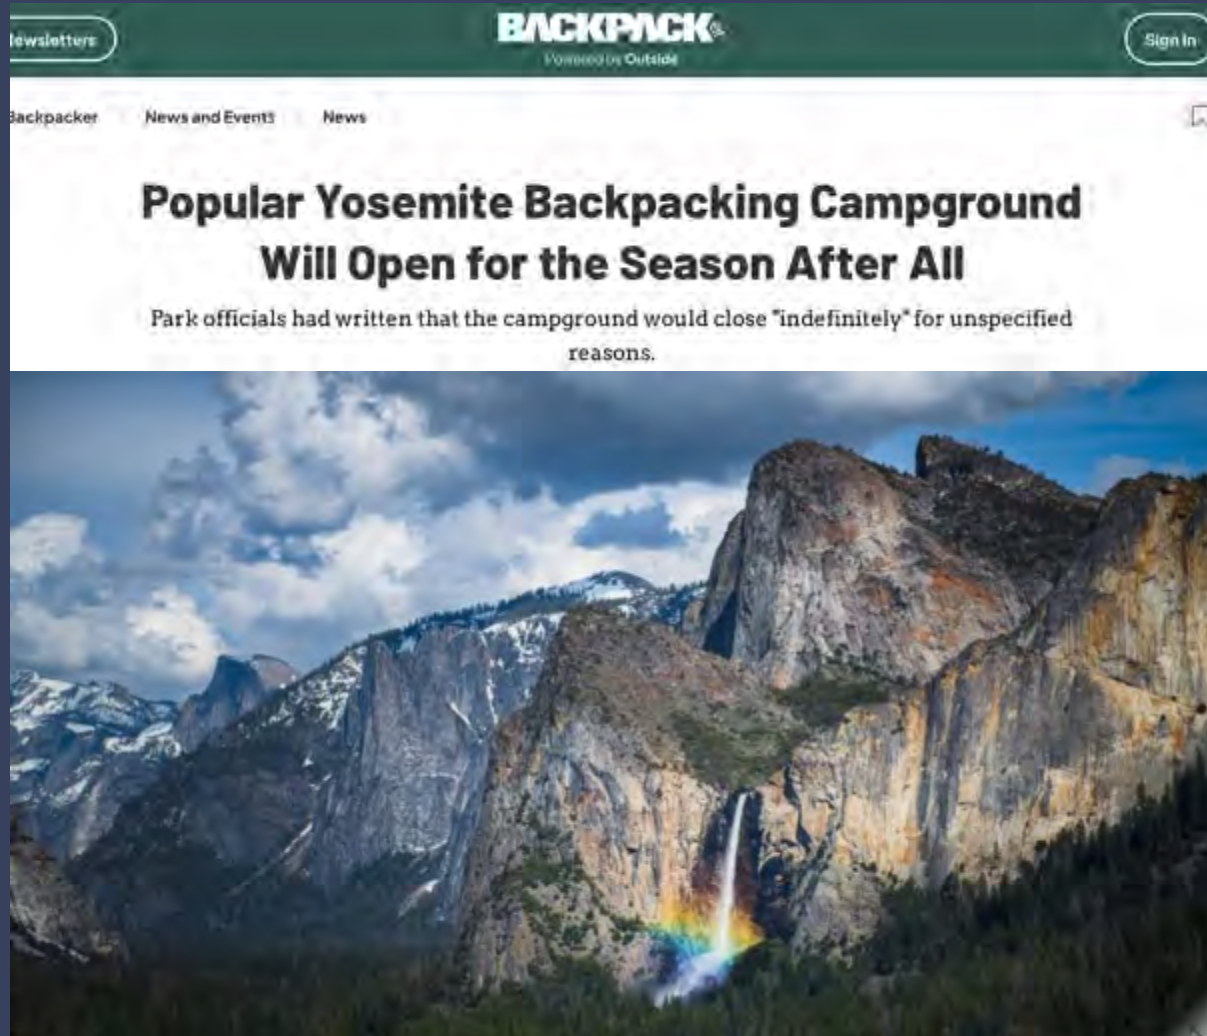 ewsletters
BACKPACK
Powered by Outside
Sign In
Backpacker
News and Events
News
Popular Yosemite Backpacking Campground
Will Open for the Season After All
Park officials had written that the campground would close "indefinitely" for unspecified
reasons.